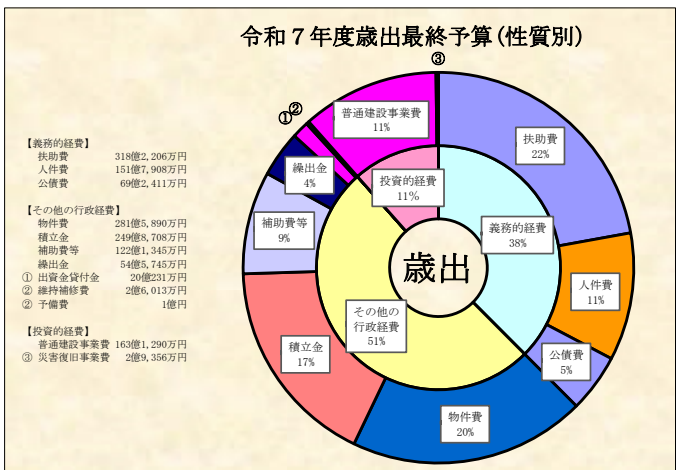 令和７年度歳出最終予算(性質別)
【義務的経費】
扶助費 318億2,206万円
人件費 151億7,908万円
公債費 69億2,411万円
【その他の行政経費】
物件費 281億5,890万円
積立金 249億8,708万円
補助費等 122億1,345万円
繰出金 54億5,745万円
① 出資金貸付金 20億231万円
② 維持補修費 2億6,013万円
② 予備費 1億円
【投資的経費】
普通建設事業費 163億1,290万円
③ 災害復旧事業費 2億9,356万円
③
②
①
普通建設事業費
11%
扶助費
22%
繰出金
4%
投資的経費
11%
補助費等
9%
義務的経費
38%
歳出
人件費
11%
その他の
行政経費
51%
積立金
17%
公債費
5%
物件費
20%